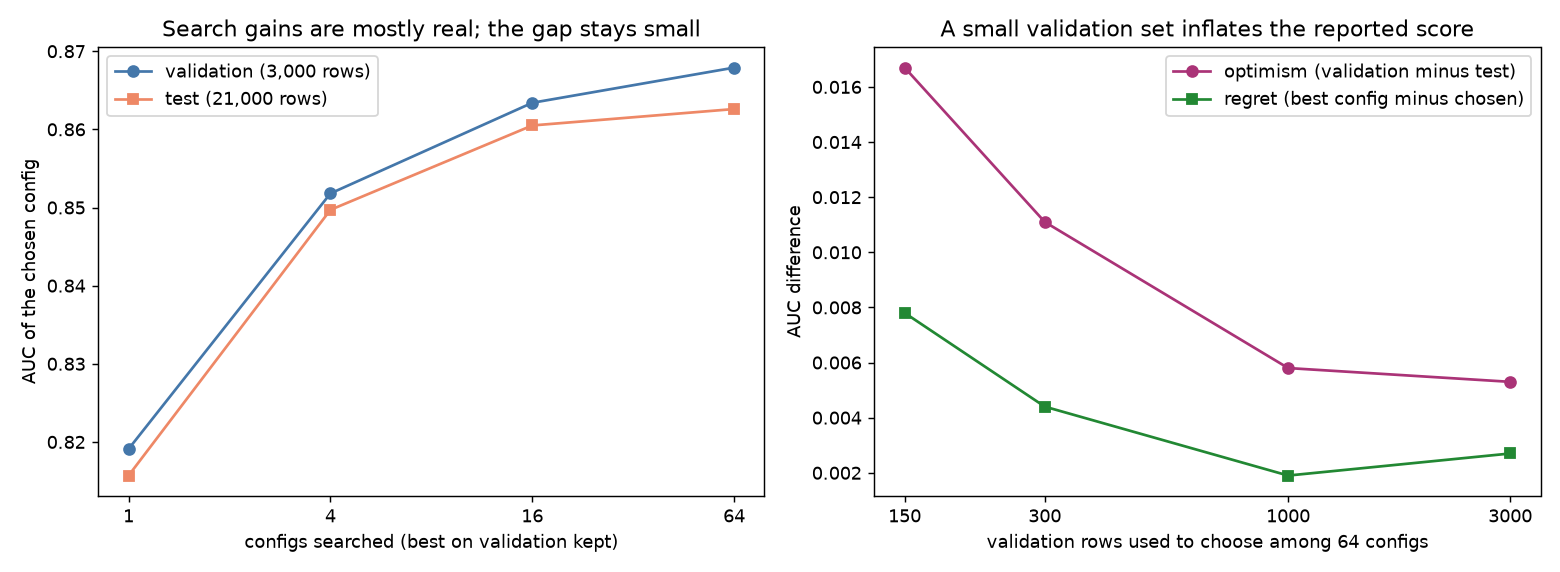 Search gains are mostly real; the gap stays small
validation (3,000 rows)
test (21,000 rows)
AUC of the chosen config
0.87
0.86
0.85
0.84
0.83
0.82
1
4
16
64
configs searched (best on validation kept)
A small validation set inflates the reported score
optimism (validation minus test)
regret (best config minus chosen)
AUC difference
0.016
0.014
0.012
0.010
0.008
0.006
0.004
0.002
150
300
1000
3000
validation rows used to choose among 64 configs